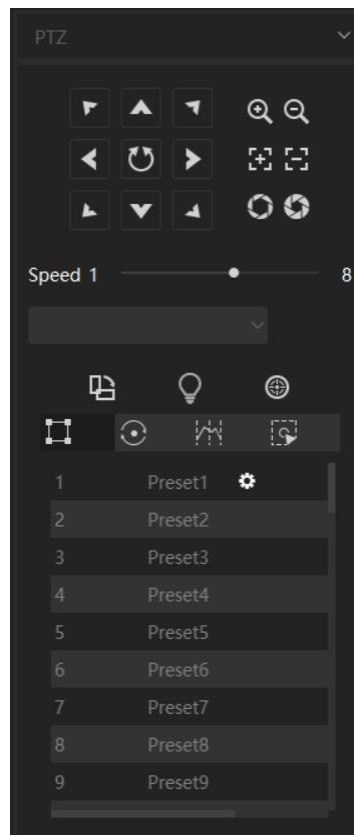 PTZ
Speed 1 8
1 Preset1
2 Preset2
3 Preset3
4 Preset4
5 Preset5
6 Preset6
7 Preset7
8 Preset8
9 Preset9